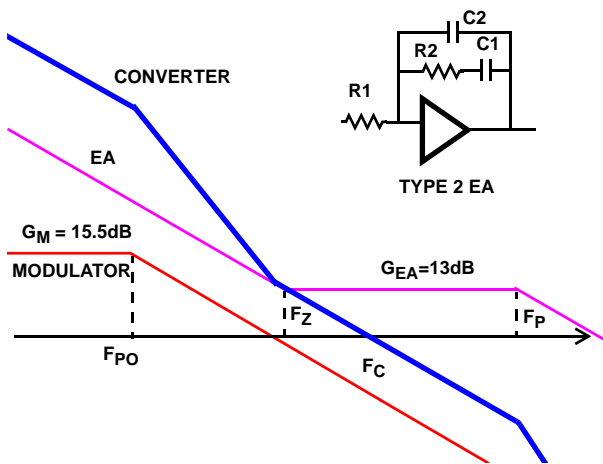 C2
R2
C1
R1
CONVERTER
EA
TYPE 2 EA
GM = 15.5dB
MODULATOR
GEA=13dB
FZ
FP
FPO
FC